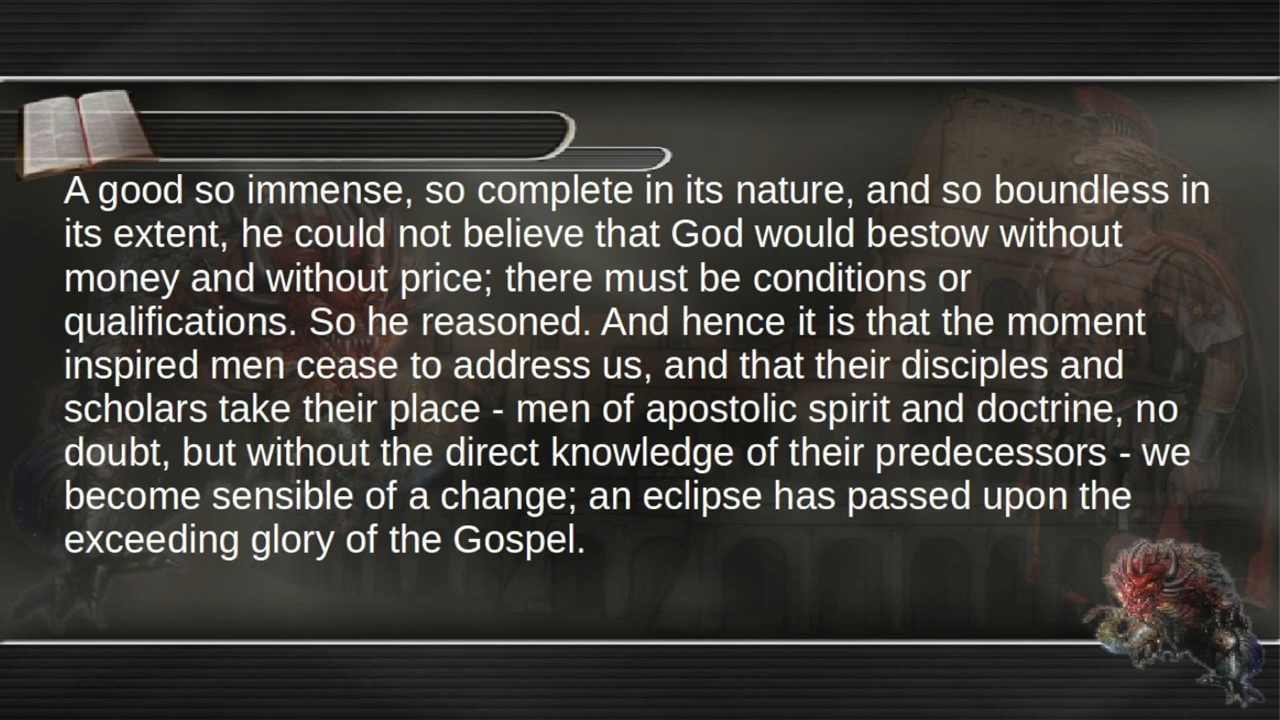 A good so immense, so complete in its nature, and so boundless in
its extent, he could not believe that God would bestow without
money and without price; there must be conditions or
qualifications. So he reasoned. And hence it is that the moment
inspired men cease to address us, and that their disciples and
scholars take their place - men of apostolic spirit and doctrine, no
doubt, but without the direct knowledge of their predecessors - we
become sensible of a change; an eclipse has passed upon the
exceeding glory of the Gospel.